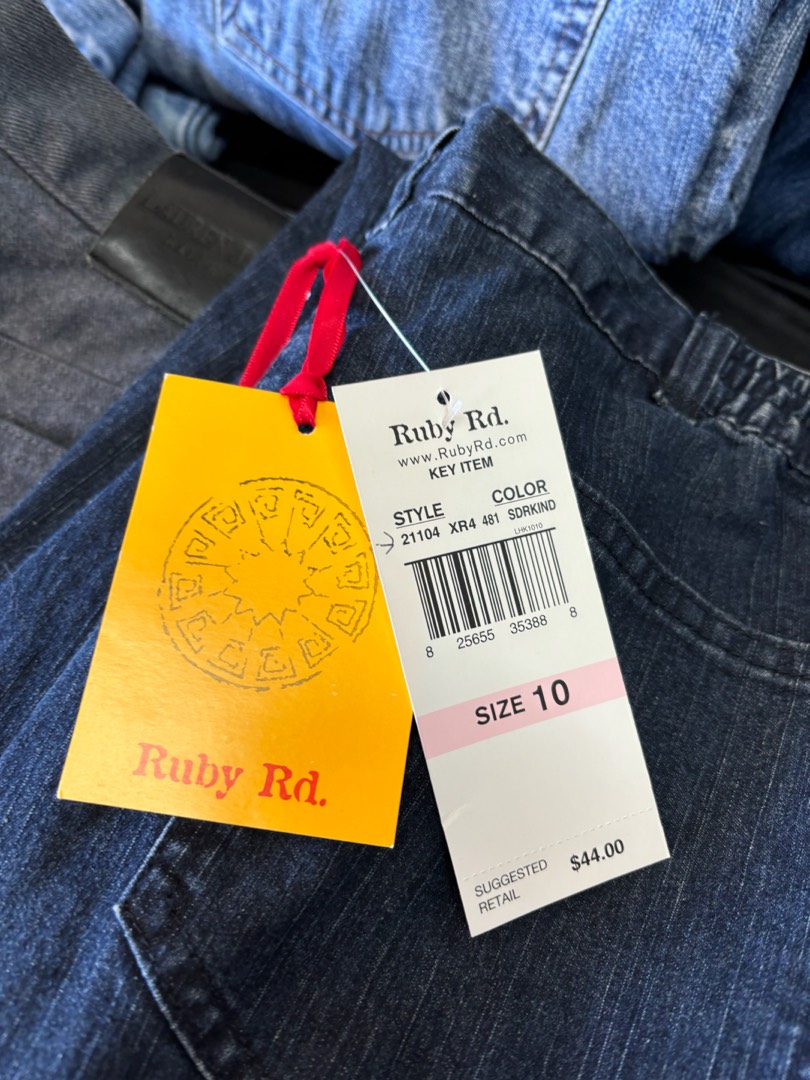 Ruby Rd.
Ruby Rd.
www.RubyRd.com
KEY ITEM
STYLE COLOR
21104 XR4 481 SDRKIND
LHK1010
8 25655 35388 8
SIZE 10
SUGGESTED
RETAIL
$44.00